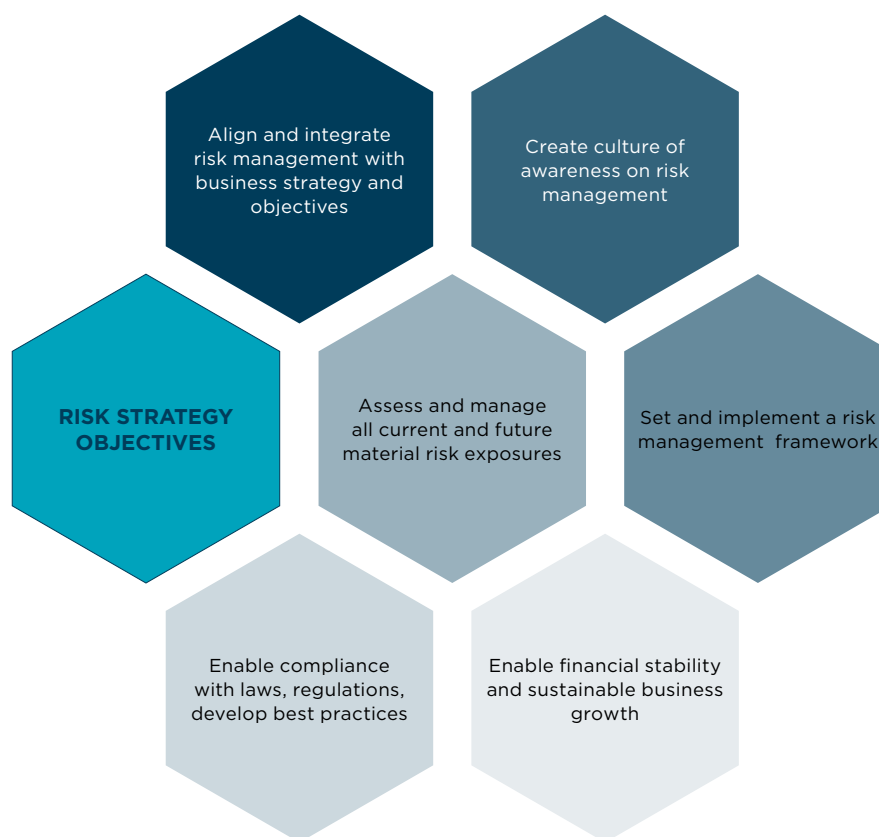 Align and integrate
risk management with
business strategy and
objectives
Create culture of
awareness on risk
management
RISK STRATEGY
OBJECTIVES
Assess and manage
all current and future
material risk exposures
Set and implement a risk
management  framework
Enable compliance
with laws, regulations,
develop best practices
Enable financial stability
and sustainable business
growth